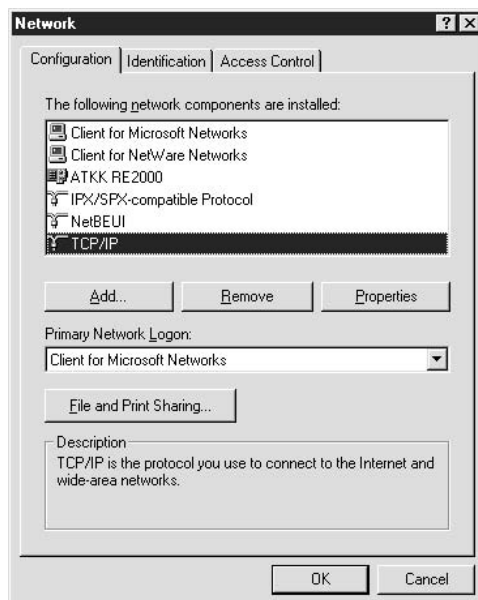 Network
Configuration Identification Access Control
The following network components are installed:
Client for Microsoft Networks
Client for NetWare Networks
ATKK RE2000
IPX/SPX-compatible Protocol
NetBEUI
TCP/IP
Add... Remove Properties
Primary Network Logon:
Client for Microsoft Networks
File and Print Sharing...
Description
TCP/IP is the protocol you use to connect to the Internet and
wide-area networks.
OK Cancel